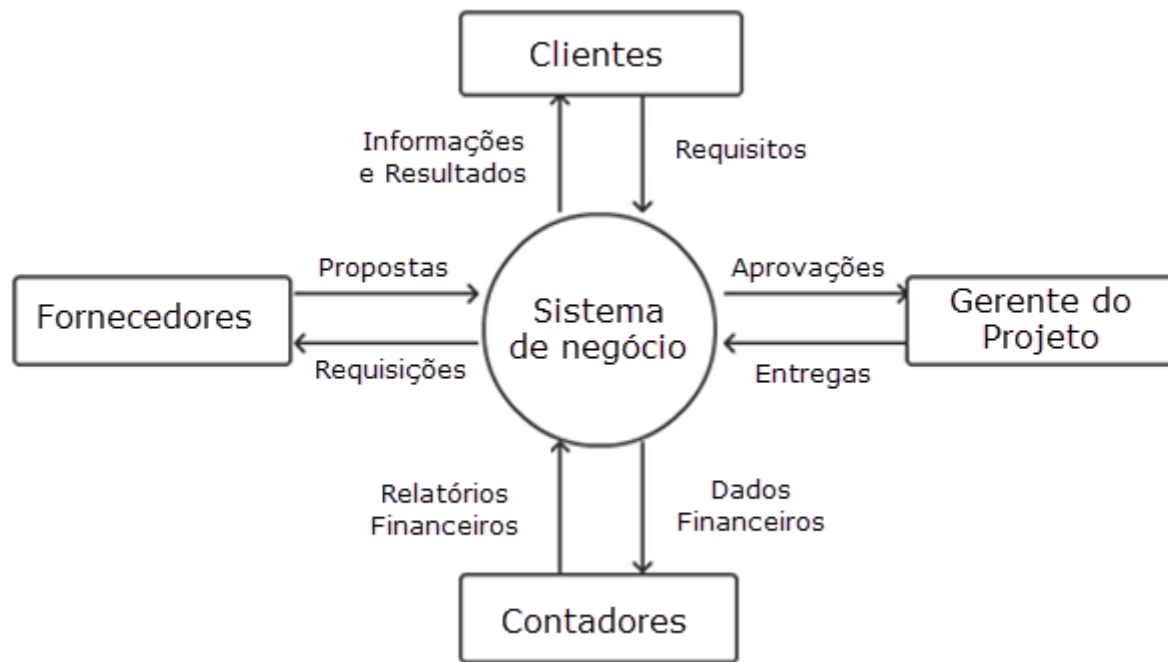 Clientes
Informações
e Resultados
Requisitos
Propostas
Aprovações
Fornecedores
Sistema
de negócio
Gerente do
Projeto
Requisições
Entregas
Relatórios
Financeiros
Dados
Financeiros
Contadores